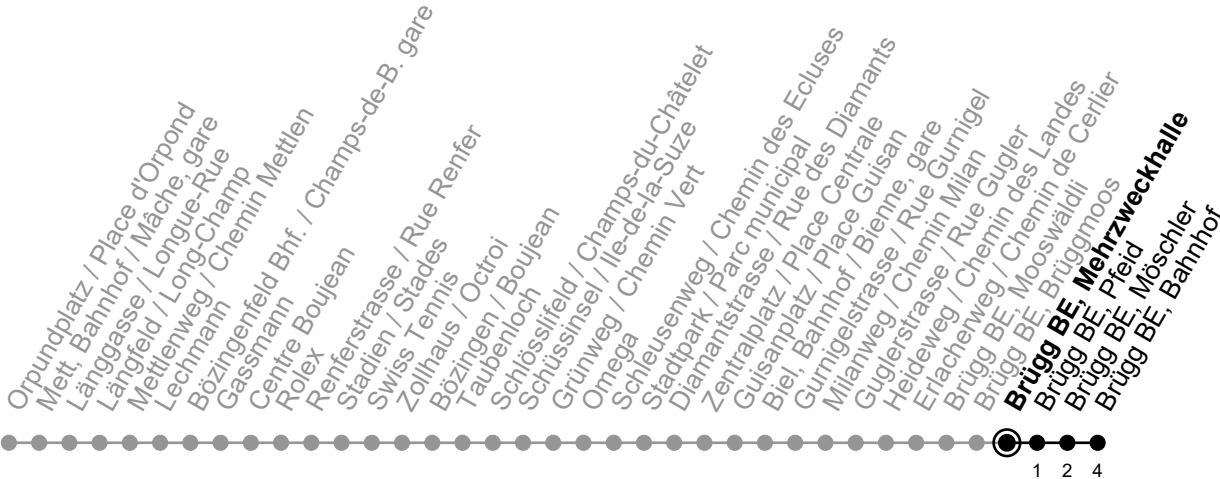 Orpundplatz / Place d'Orpond
Mett, Bahnhof / Mâche, gare
Länggasse / Longue-Rue
Längfeld / Long-Champ
Mettlenweg / Chemin Mettlen
Lechmann
Bözingenfeld Bhf. / Champs-de-B. gare
Gassmann
Centre Boujean
Rolex
Renferstrasse / Rue Renfer
Stadien / Stades
Swiss Tennis
Zollhaus / Octroi
Bözingen / Boujean
Taubenloch
Schlösslifeld / Champs-du-Châtelet
Schüssinsel / Ile-de-la-Suze
Grünweg / Chemin Vert
Omega
Schleusenweg / Chemin des Ecluses
Stadtpark / Parc municipal
Diamantstrasse / Rue des Diamants
Zentralplatz / Place Centrale
Guisanplatz / Place Guisan
Biel, Bahnhof / Bienne, gare
Gurnigelstrasse / Rue Gurnigel
Milanweg / Chemin Milan
Guglerstrasse / Rue Gugler
Heideweg / Chemin des Landes
Erlacherweg / Chemin de Cerlier
Brügg BE, Mooswäldli
Brügg BE, Brüggmoos
Brügg BE, Mehrzweckhalle
Brügg BE, Pfeid
Brügg BE, Möschler
Brügg BE, Bahnhof
1 2 4